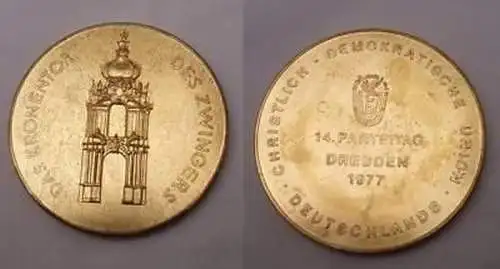 DAS KRONENTOR DES ZWINGERS
CHRISTLICH - DEMOKRATISCHE UNION
· DEUTSCHLANDS ·
14. PARTEITAG
DRESDEN
1977